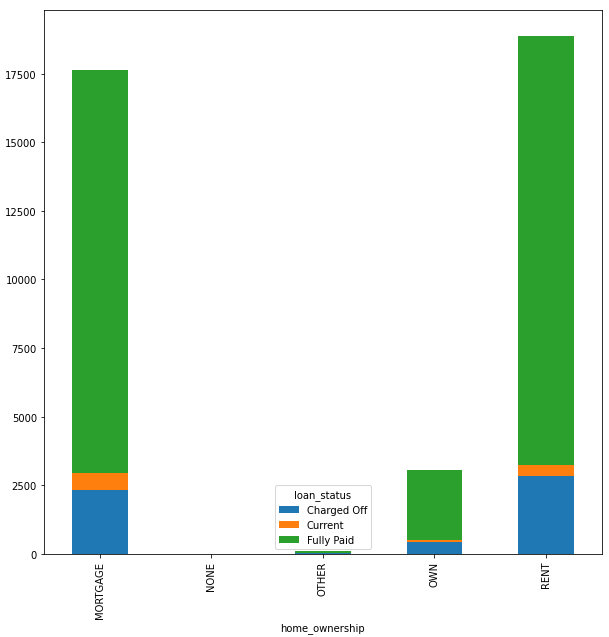 17500
15000
12500
10000
7500
5000
2500
0
loan_status
Charged Off
Current
Fully Paid
MORTGAGE
NONE
OTHER
OWN
RENT
home_ownership